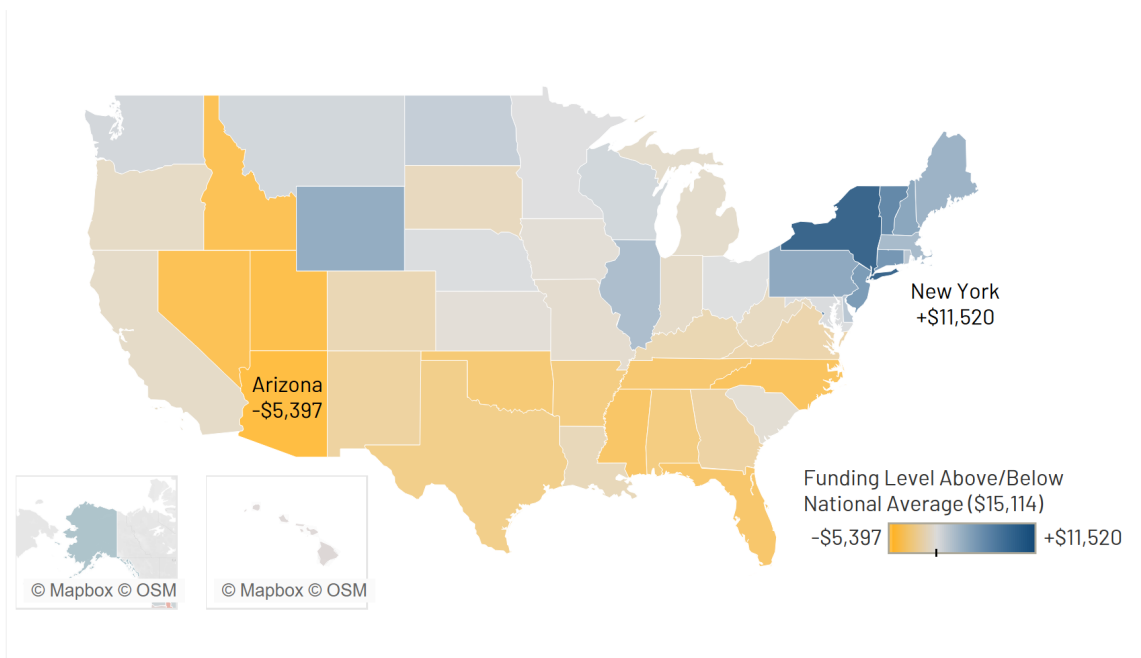 New York
+$11,520
Arizona
-$5,397
Funding Level Above/Below
National Average ($15,114)
-$5,397
+$11,520
© Mapbox © OSM
© Mapbox © OSM